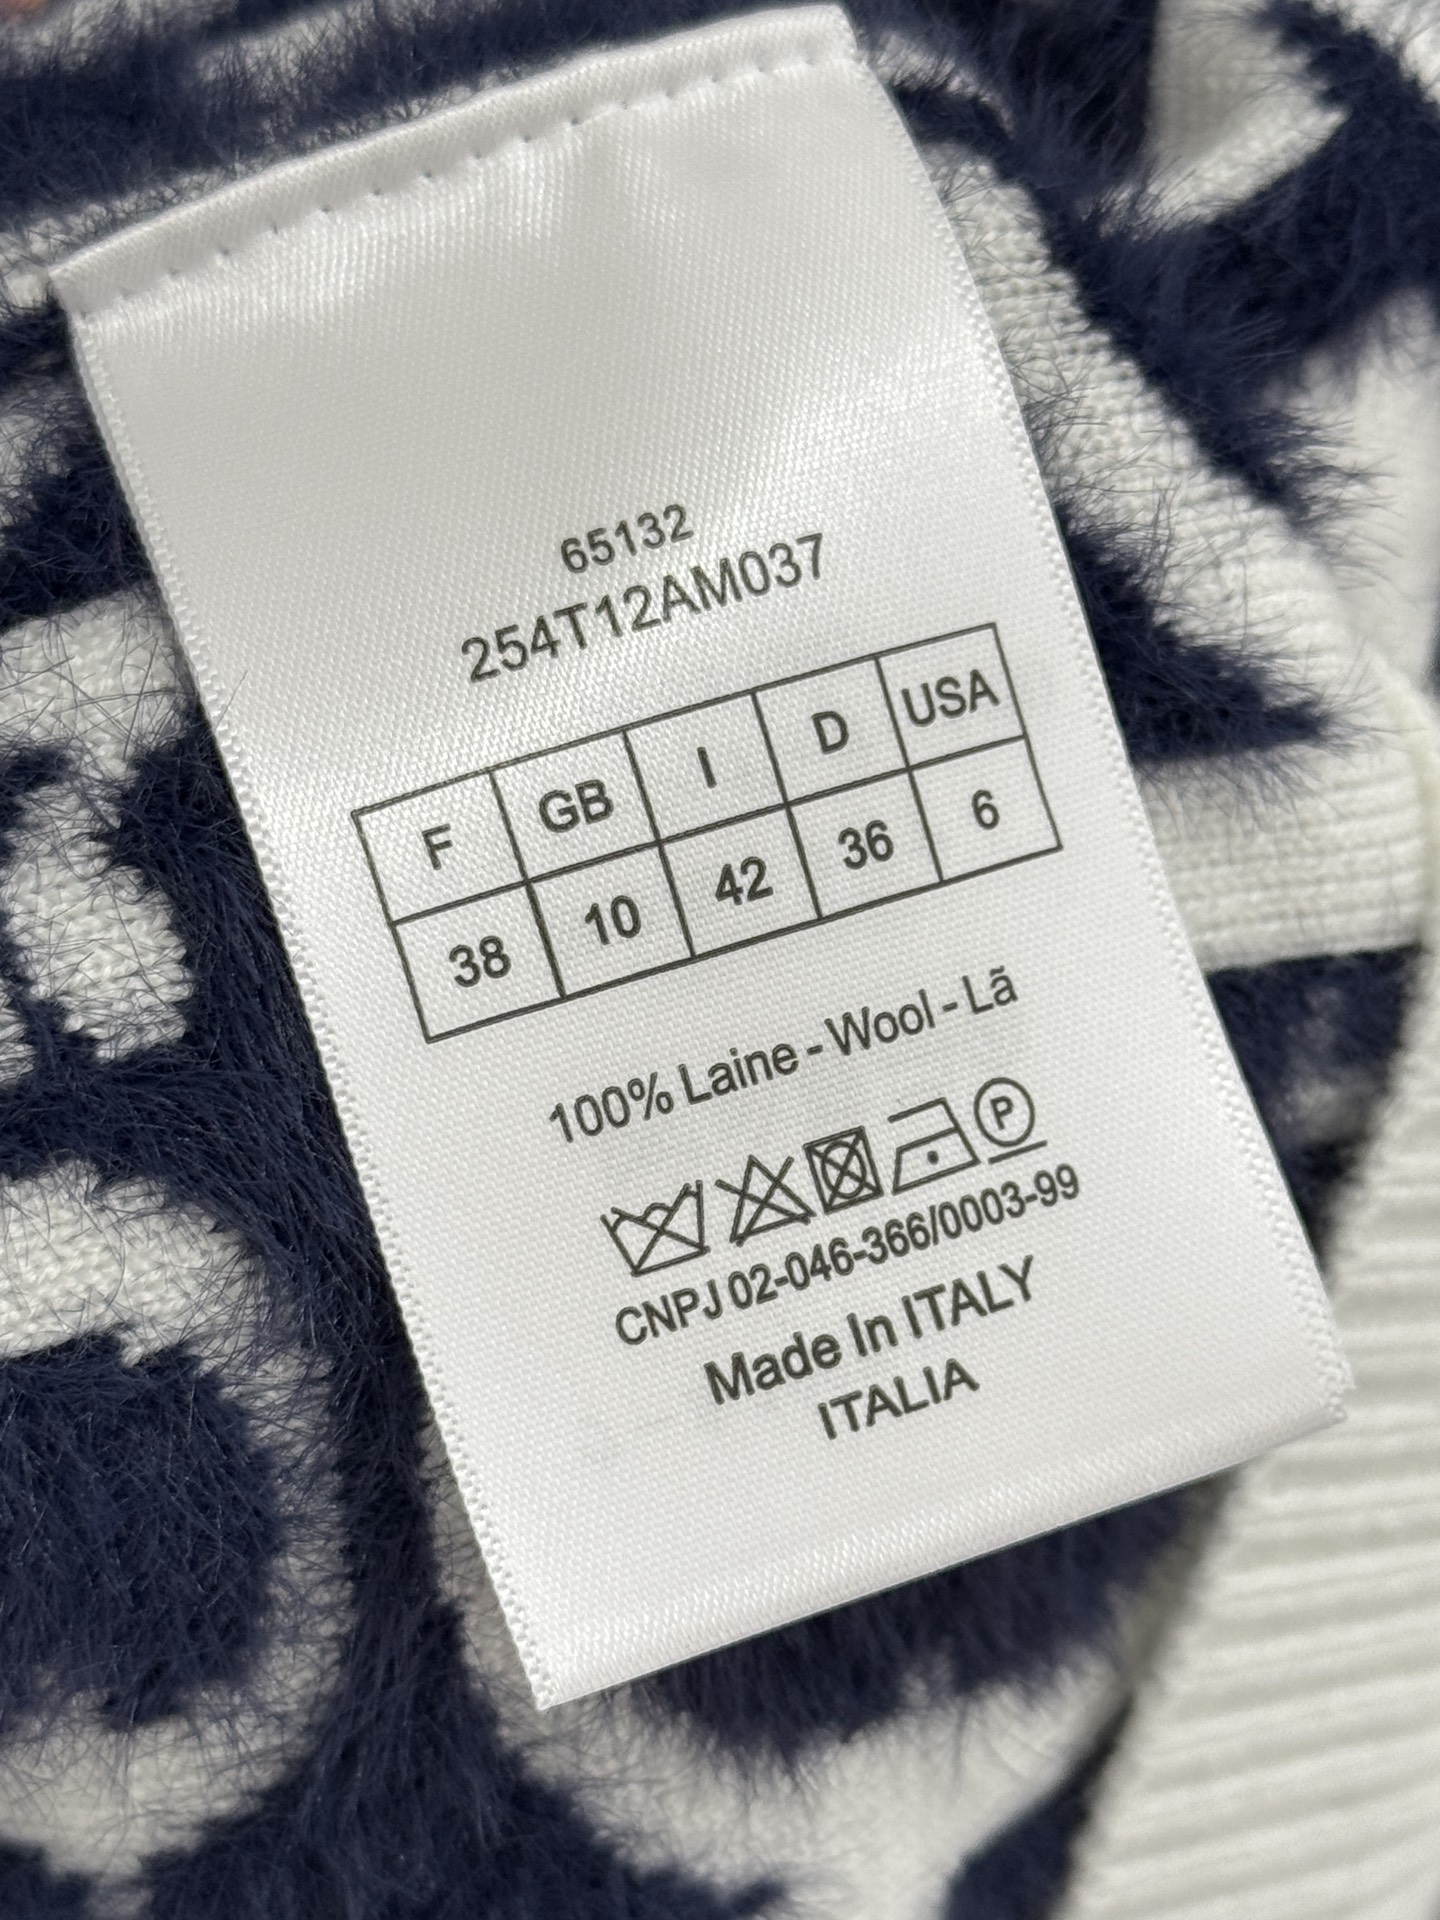 65132
254T12AM037
F GB I D USA
38 10 42 36 6
100% Laine - Wool - Lã
P
CNPJ 02-046-366/0003-99
Made In ITALY
ITALIA